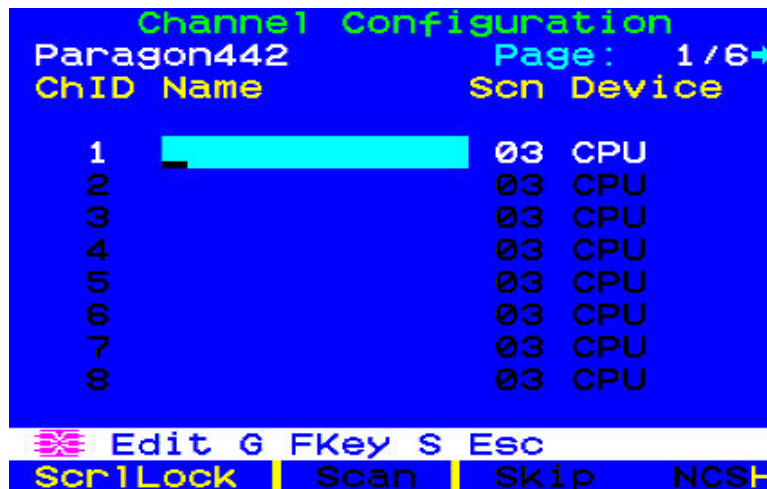 Channel Configuration
Paragon442 Page: 1/6→
ChID Name Scn Device
1 03 CPU
2 03 CPU
3 03 CPU
4 03 CPU
5 03 CPU
6 03 CPU
7 03 CPU
8 03 CPU
Edit G FKey S Esc
ScrlLock Scan Skip NCSH